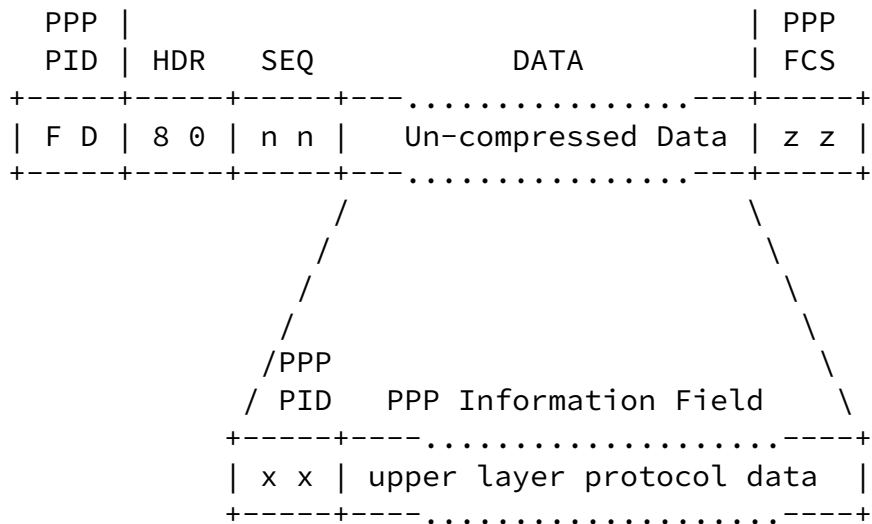 PPP | | PPP
PID | HDR SEQ DATA | FCS
+-----+-----+-----+---................---+-----+
| F D | 8 0 | n n | Un-compressed Data | z z |
+-----+-----+-----+---................---+-----+
/ \
/ \
/ \
/ \
/PPP \
/ PID PPP Information Field \
+-----+----....................----+
| x x | upper layer protocol data |
+-----+----....................----+